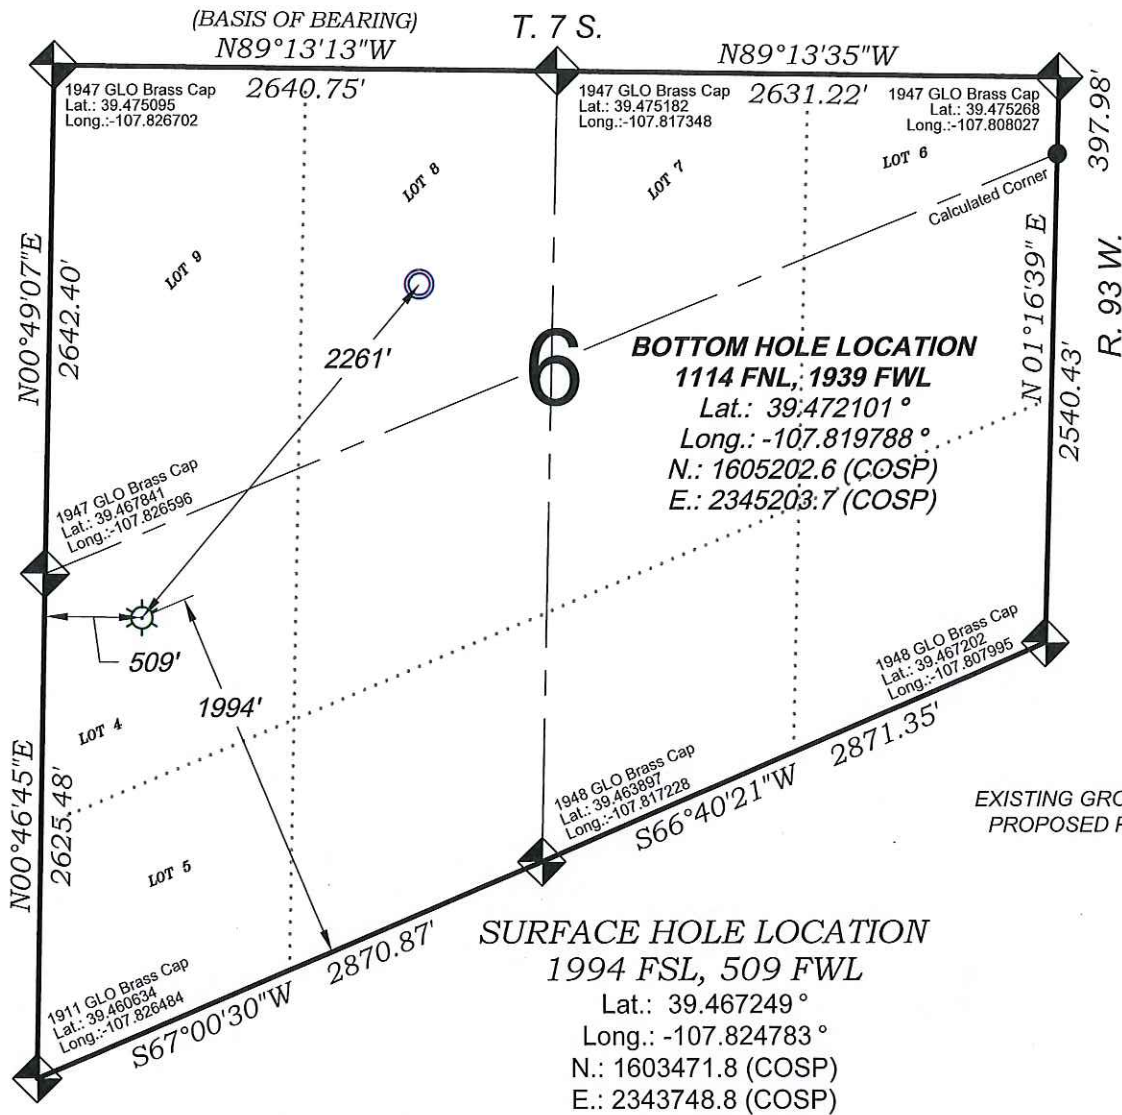 (BASIS OF BEARING)
T. 7 S.
N89°13'13"W
N89°13'35"W
2640.75'
2631.22'
1947 GLO Brass Cap
Lat.: 39.475095
Long.:-107.826702
1947 GLO Brass Cap
Lat.: 39.475182
Long.:-107.817348
1947 GLO Brass Cap
Lat.: 39.475268
Long.:-107.808027
397.98'
LOT 9
LOT 8
LOT 7
LOT 6
Calculated Corner
R. 93 W.
N00°49'07"E
2642.40'
N 01°16'39" E
2540.43'
2261'
6
BOTTOM HOLE LOCATION
1114 FNL, 1939 FWL
Lat.: 39.472101°
Long.: -107.819788°
N.: 1605202.6 (COSP)
E.: 2345203.7 (COSP)
1947 GLO Brass Cap
Lat.: 39.467841
Long.:-107.826596
509'
1994'
LOT 4
LOT 5
N00°46'45"E
2625.48'
1948 GLO Brass Cap
Lat.: 39.467202
Long.:-107.807995
1948 GLO Brass Cap
Lat.: 39.463897
Long.:-107.817228
2871.35'
S66°40'21"W
EXISTING GRO
PROPOSED F
1911 GLO Brass Cap
Lat.: 39.460634
Long.:-107.826484
2870.87'
S67°00'30"W
SURFACE HOLE LOCATION
1994 FSL, 509 FWL
Lat.: 39.467249°
Long.: -107.824783°
N.: 1603471.8 (COSP)
E.: 2343748.8 (COSP)